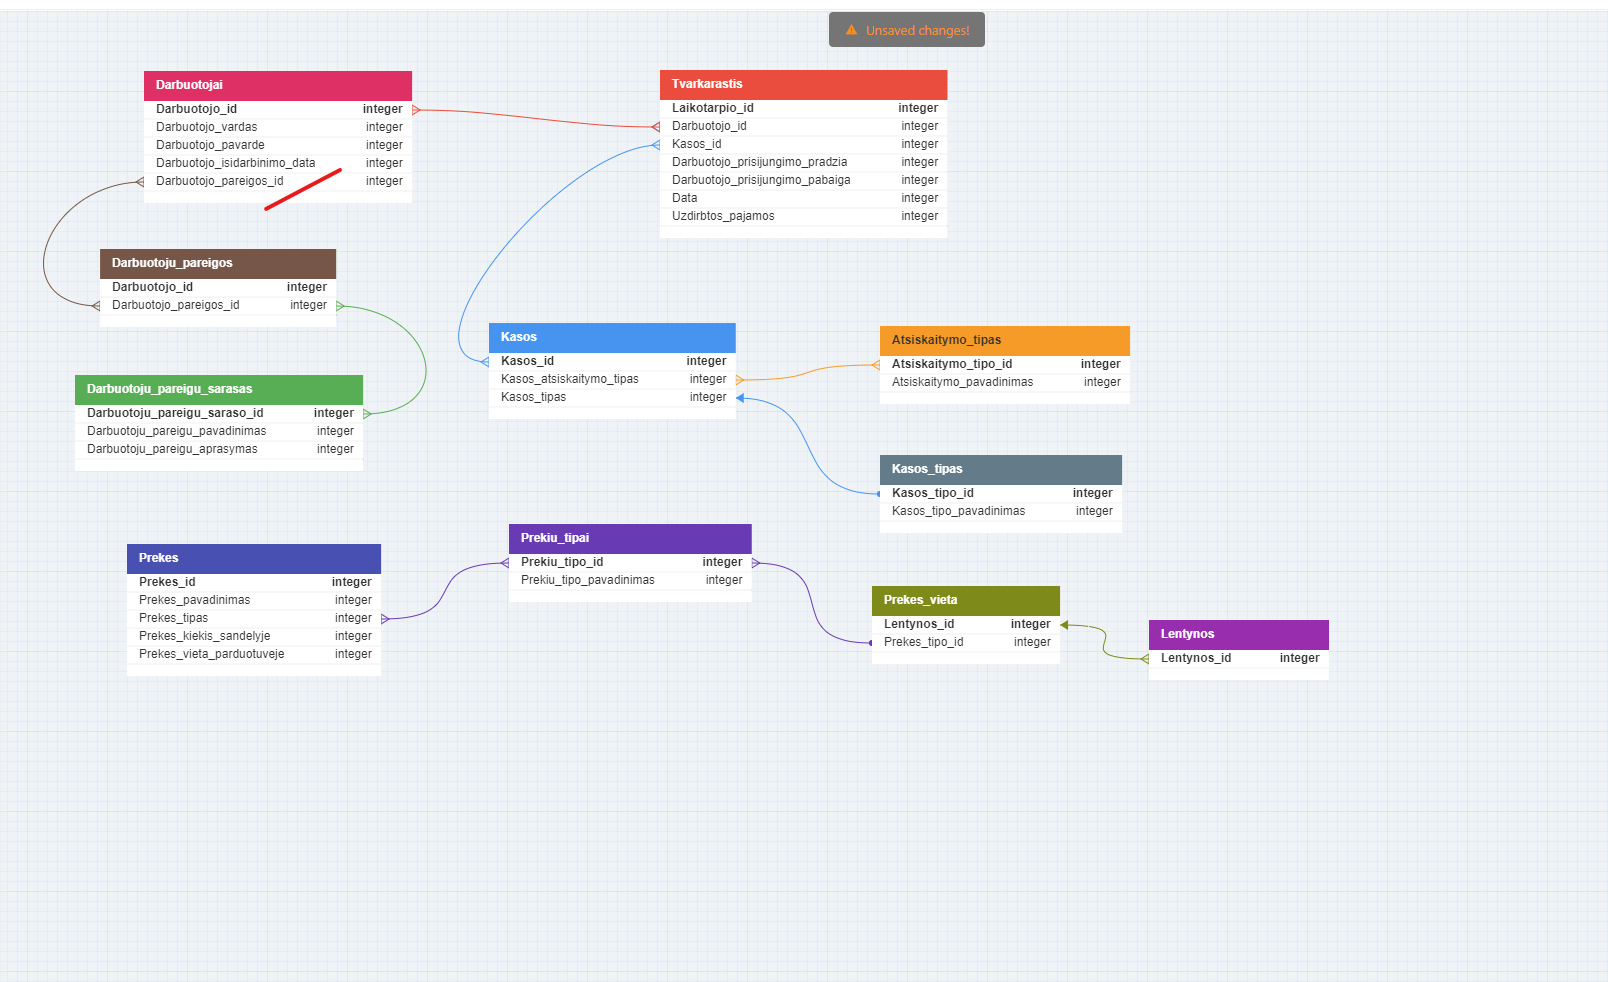 Unsaved changes!
Darbuotojai
Darbuotojo_id integer
Darbuotojo_vardas integer
Darbuotojo_pavarde integer
Darbuotojo_isidarbinimo_data integer
Darbuotojo_pareigos_id integer
Tvarkarastis
Laikotarpio_id integer
Darbuotojo_id integer
Kasos_id integer
Darbuotojo_prisijungimo_pradzia integer
Darbuotojo_prisijungimo_pabaiga integer
Data integer
Uzdirbtos_pajamos integer
Darbuotoju_pareigos
Darbuotojo_id integer
Darbuotojo_pareigos_id integer
Kasos
Kasos_id integer
Kasos_atsiskaitymo_tipas integer
Kasos_tipas integer
Atsiskaitymo_tipas
Atsiskaitymo_tipo_id integer
Atsiskaitymo_pavadinimas integer
Darbuotoju_pareigu_sarasas
Darbuotoju_pareigu_saraso_id integer
Darbuotoju_pareigu_pavadinimas integer
Darbuotoju_pareigu_aprasymas integer
Kasos_tipas
Kasos_tipo_id integer
Kasos_tipo_pavadinimas integer
Prekes
Prekes_id integer
Prekes_pavadinimas integer
Prekes_tipas integer
Prekes_kiekis_sandelyje integer
Prekes_vieta_parduotuveje integer
Prekiu_tipai
Prekiu_tipo_id integer
Prekiu_tipo_pavadinimas integer
Prekes_vieta
Lentynos_id integer
Prekes_tipo_id integer
Lentynos
Lentynos_id integer